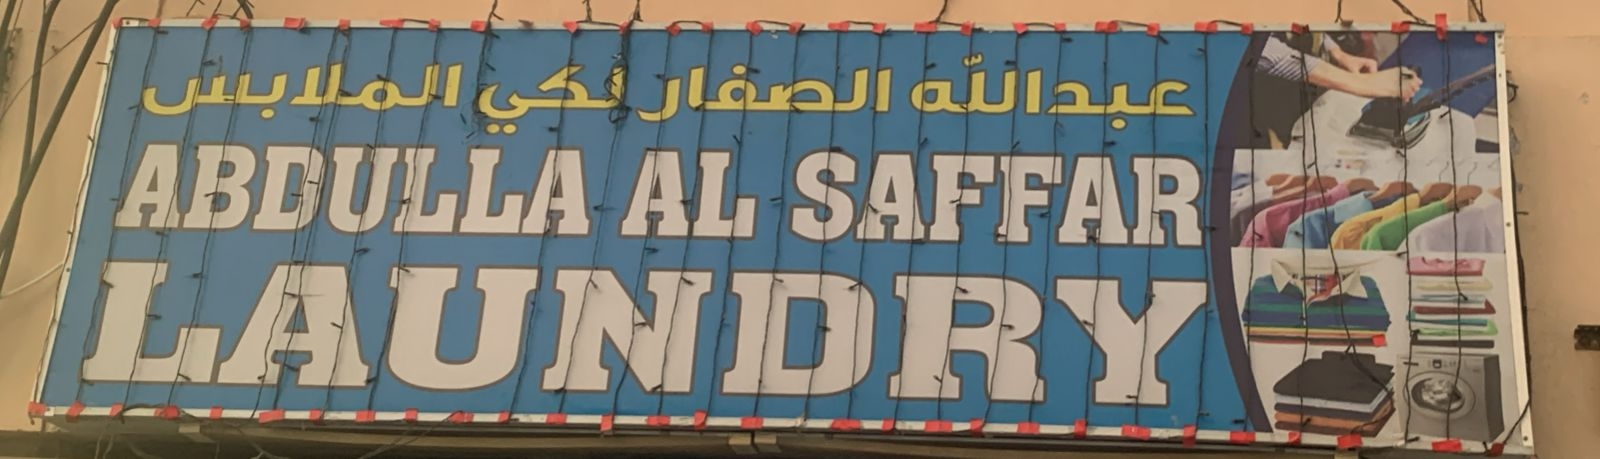 عبدالله الصفار لكي الملابس
ABDULLA AL SAFFAR
LAUNDRY